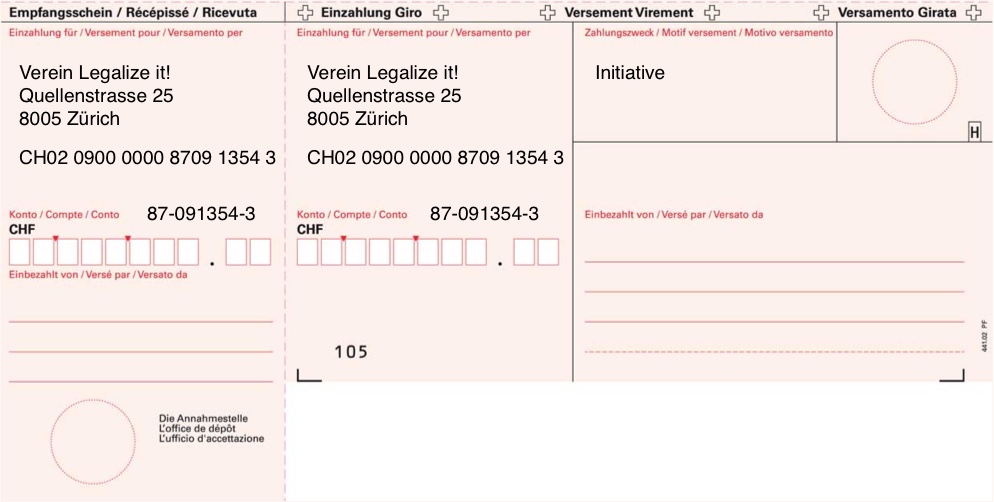 Empfangsschein / Récépissé / Ricevuta
Einzahlung für / Versement pour / Versamento per
Verein Legalize it!
Quellenstrasse 25
8005 Zürich
CH02 0900 0000 8709 1354 3
Konto / Compte / Conto 87-091354-3
CHF
.
Einbezahlt von / Versé par / Versato da
Die Annahmestelle
L'office de dépôt
L'ufficio d'accettazione
Einzahlung Giro Versement Virement Versamento Girata
Einzahlung für / Versement pour / Versamento per
Verein Legalize it!
Quellenstrasse 25
8005 Zürich
CH02 0900 0000 8709 1354 3
Konto / Compte / Conto 87-091354-3
CHF
.
105
Zahlungszweck / Motif versement / Motivo versamento
Initiative
H
Einbezahlt von / Versé par / Versato da
441.02 PF